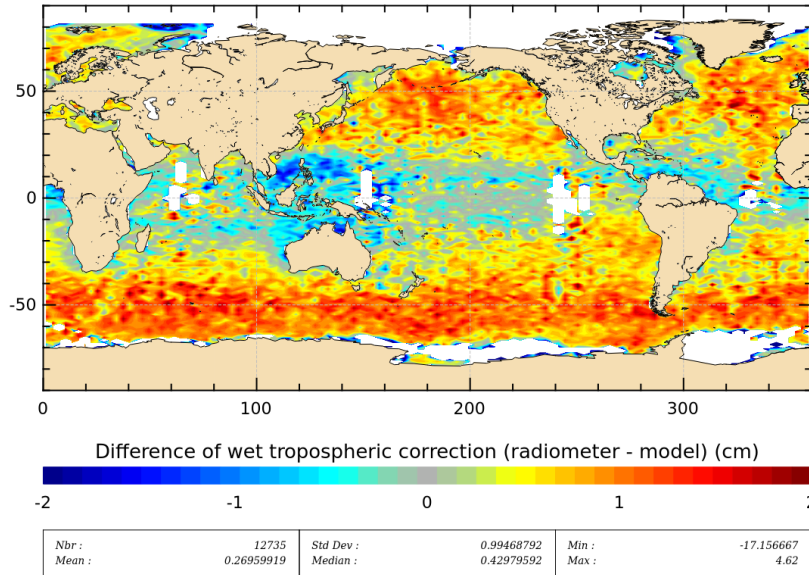 50
0
-50
0 100 200 300
Difference of wet tropospheric correction (radiometer - model) (cm)
-2 -1 0 1 2
Nbr : 12735 Std Dev : 0.99468792 Min : -17.156667
Mean : 0.26959919 Median : 0.42979592 Max : 4.62